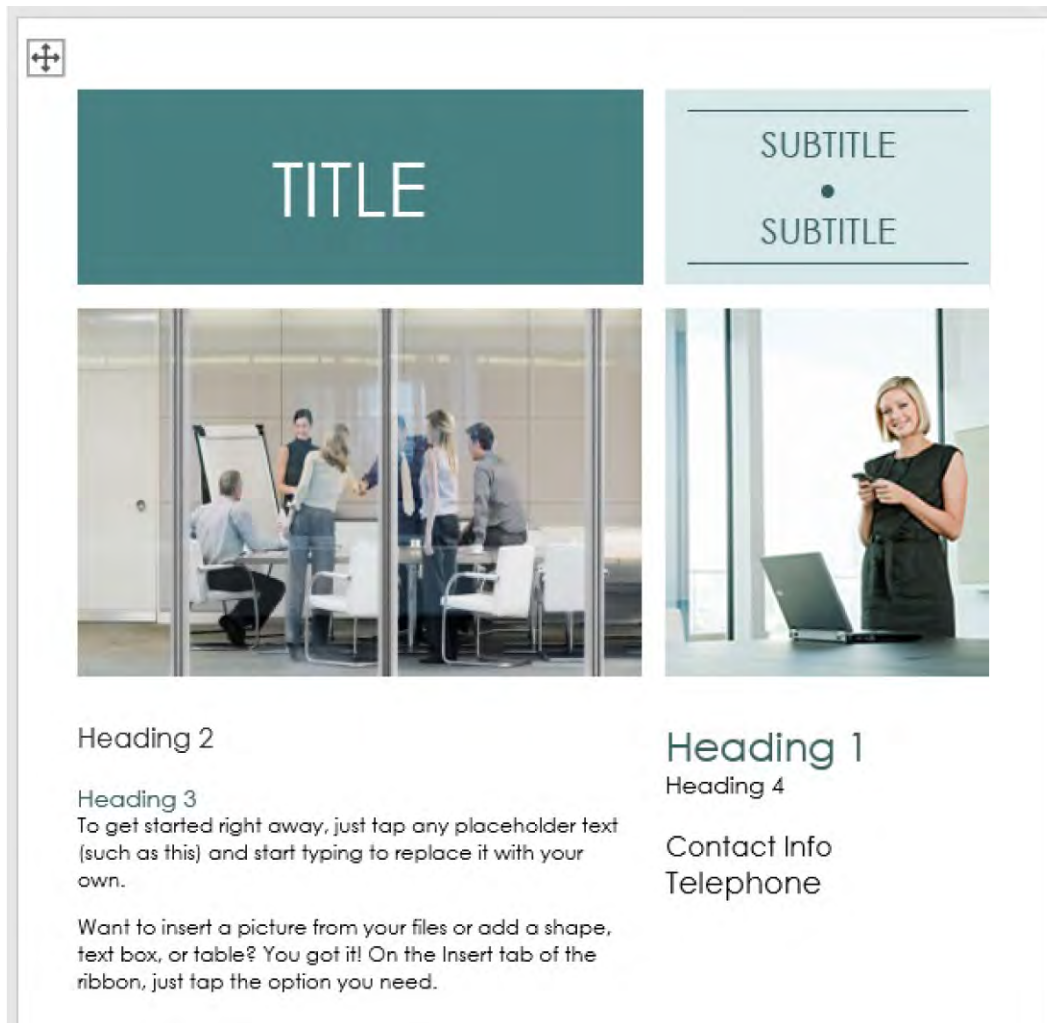 TITLE
SUBTITLE
●
SUBTITLE
Heading 2
Heading 3
To get started right away, just tap any placeholder text
(such as this) and start typing to replace it with your
own.
Want to insert a picture from your files or add a shape,
text box, or table? You got it! On the Insert tab of the
ribbon, just tap the option you need.
Heading 1
Heading 4
Contact Info
Telephone